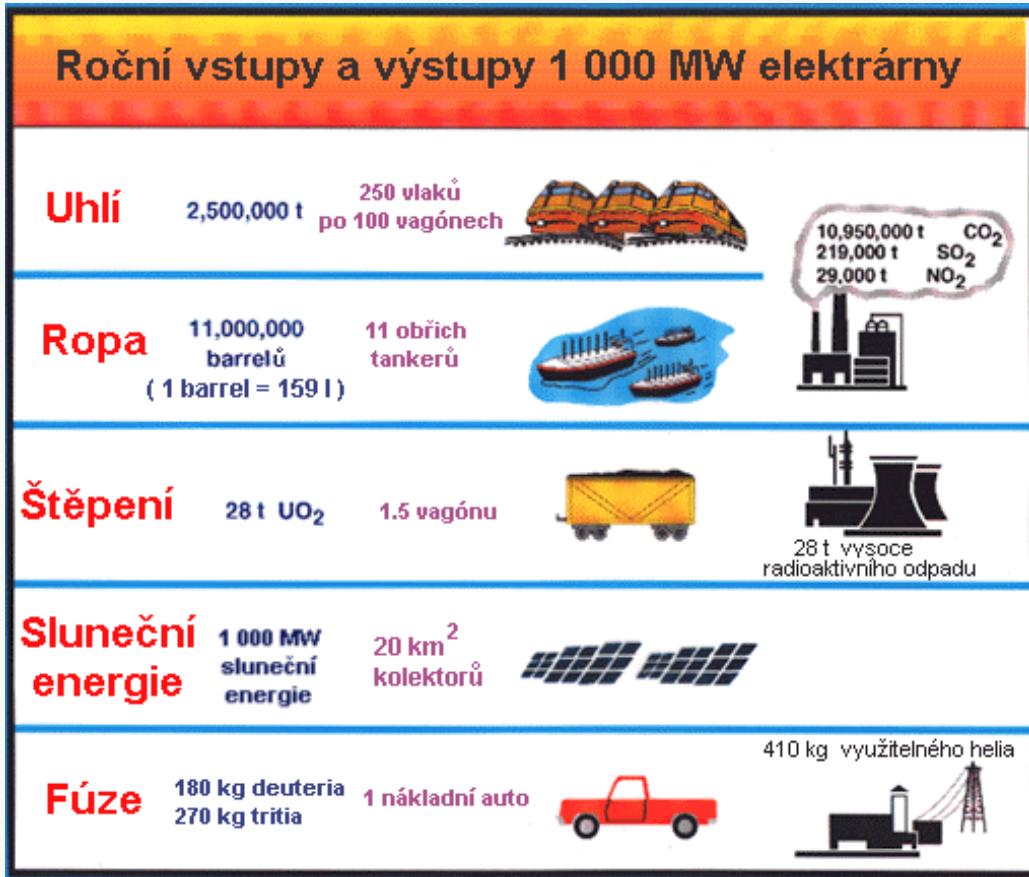 Roční vstupy a výstupy 1 000 MW elektrárny
Uhlí
2,500,000 t
250 vlaků
po 100 vagónech
10,950,000 t CO₂
219,000 t SO₂
29,000 t NO₂
Ropa
11,000,000
barrelů
( 1 barrel = 159 l )
11 obřich
tankerů
Štěpení
28 t UO₂
1.5 vagónu
28 t vysoce
radioaktivního odpadu
Sluneční
energie
1 000 MW
sluneční
energie
20 km²
kolektorů
Fúze
180 kg deuteria
270 kg tritia
1 nákladní auto
410 kg využitelného helia